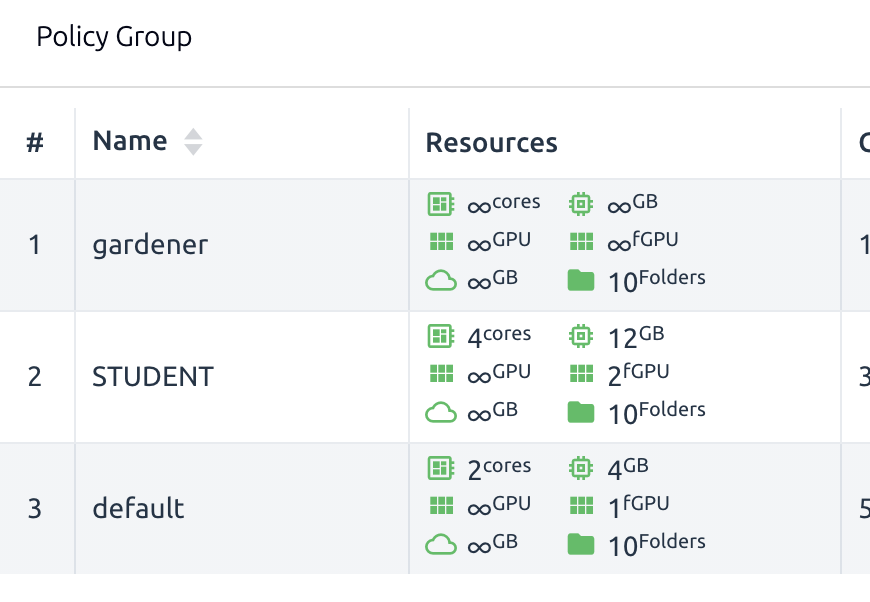 Policy Group
# Name Resources C
∞cores ∞GB
1 gardener ∞GPU ∞fGPU 1
∞GB 10Folders
4cores 12GB
2 STUDENT ∞GPU 2fGPU 3
∞GB 10Folders
2cores 4GB
3 default ∞GPU 1fGPU 5
∞GB 10Folders